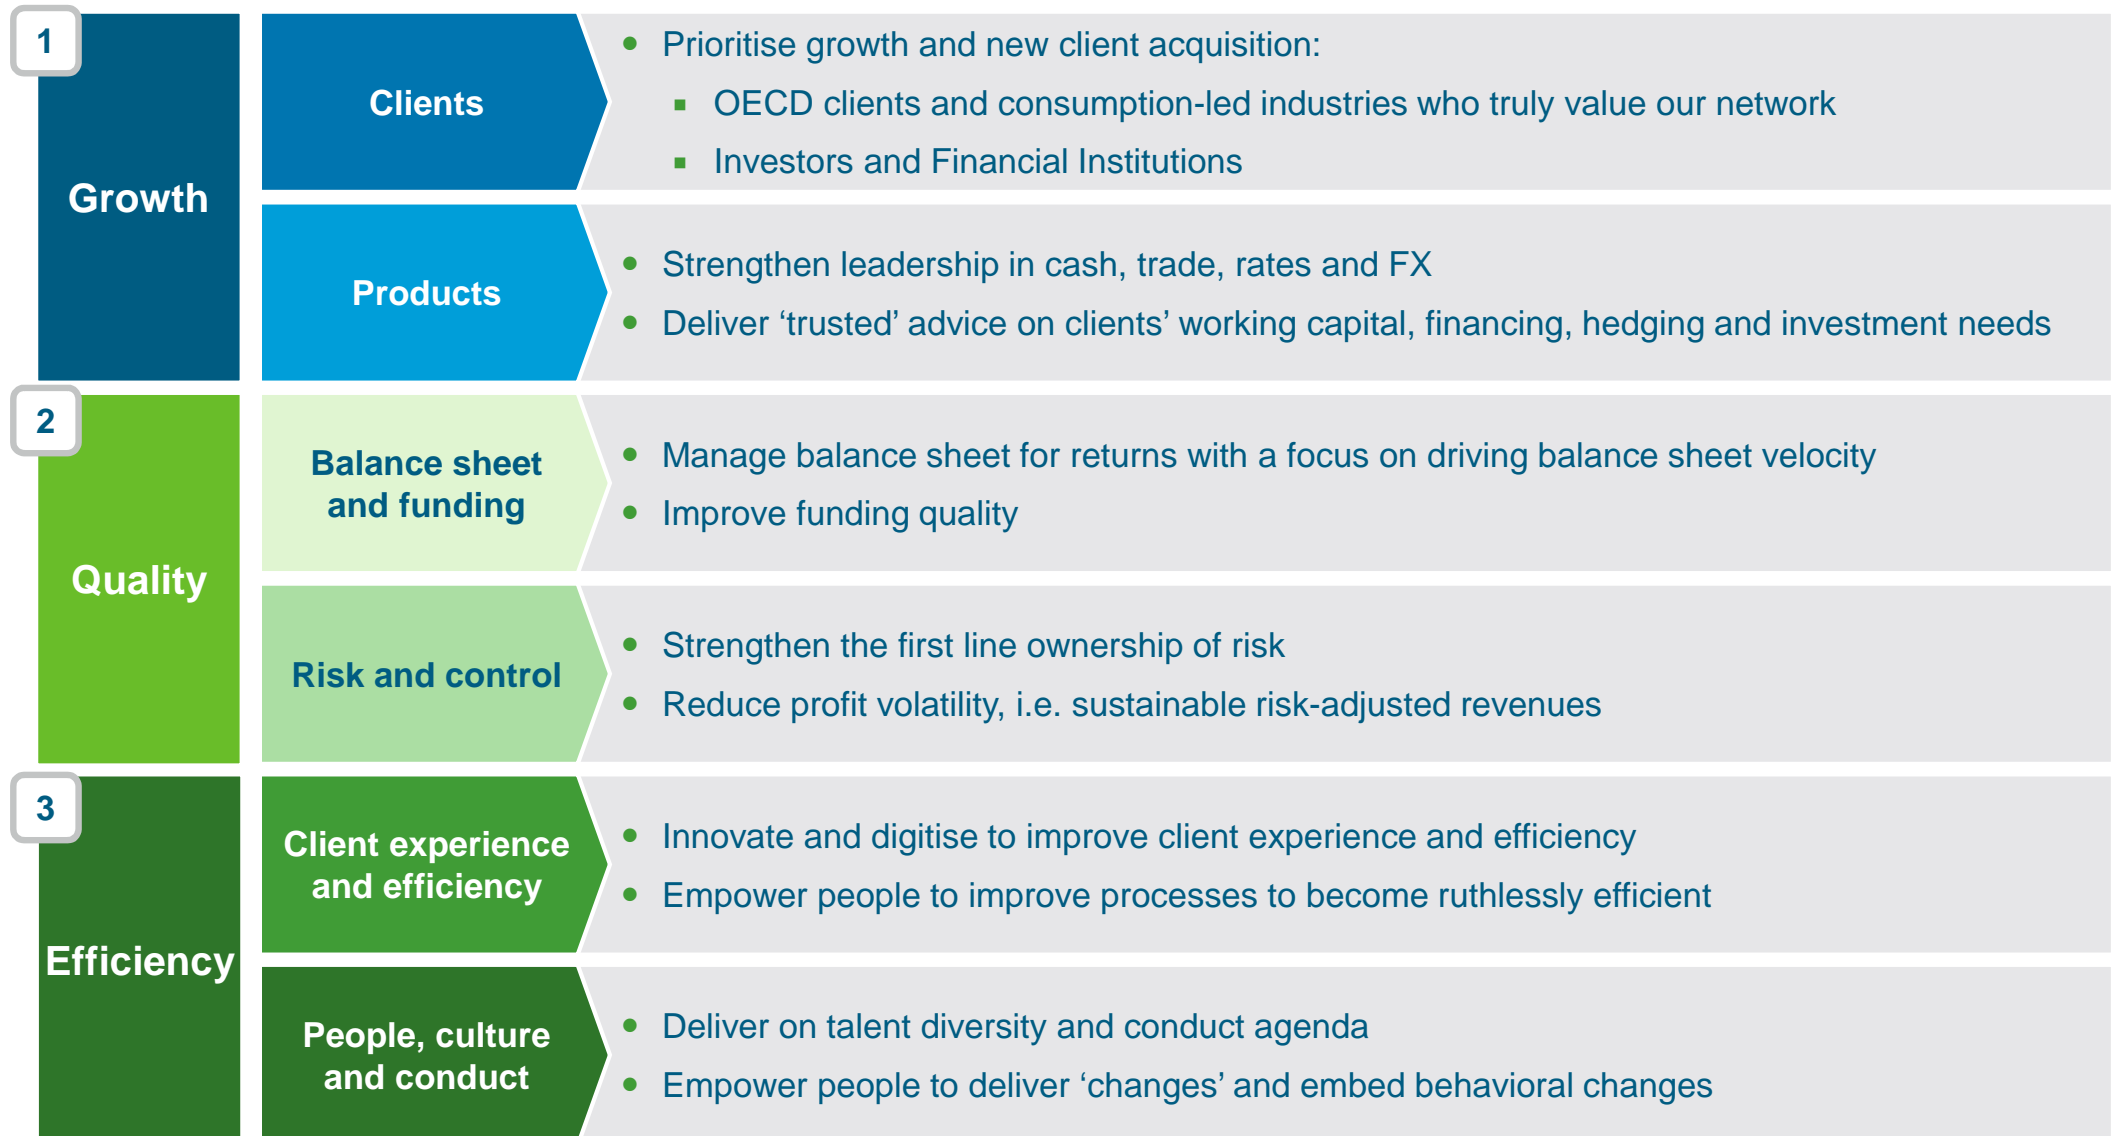 1
Growth
Clients
• Prioritise growth and new client acquisition:
▪ OECD clients and consumption-led industries who truly value our network
▪ Investors and Financial Institutions
Products
• Strengthen leadership in cash, trade, rates and FX
• Deliver ‘trusted’ advice on clients’ working capital, financing, hedging and investment needs
2
Quality
Balance sheet
and funding
• Manage balance sheet for returns with a focus on driving balance sheet velocity
• Improve funding quality
Risk and control
• Strengthen the first line ownership of risk
• Reduce profit volatility, i.e. sustainable risk-adjusted revenues
3
Efficiency
Client experience
and efficiency
• Innovate and digitise to improve client experience and efficiency
• Empower people to improve processes to become ruthlessly efficient
People, culture
and conduct
• Deliver on talent diversity and conduct agenda
• Empower people to deliver ‘changes’ and embed behavioral changes